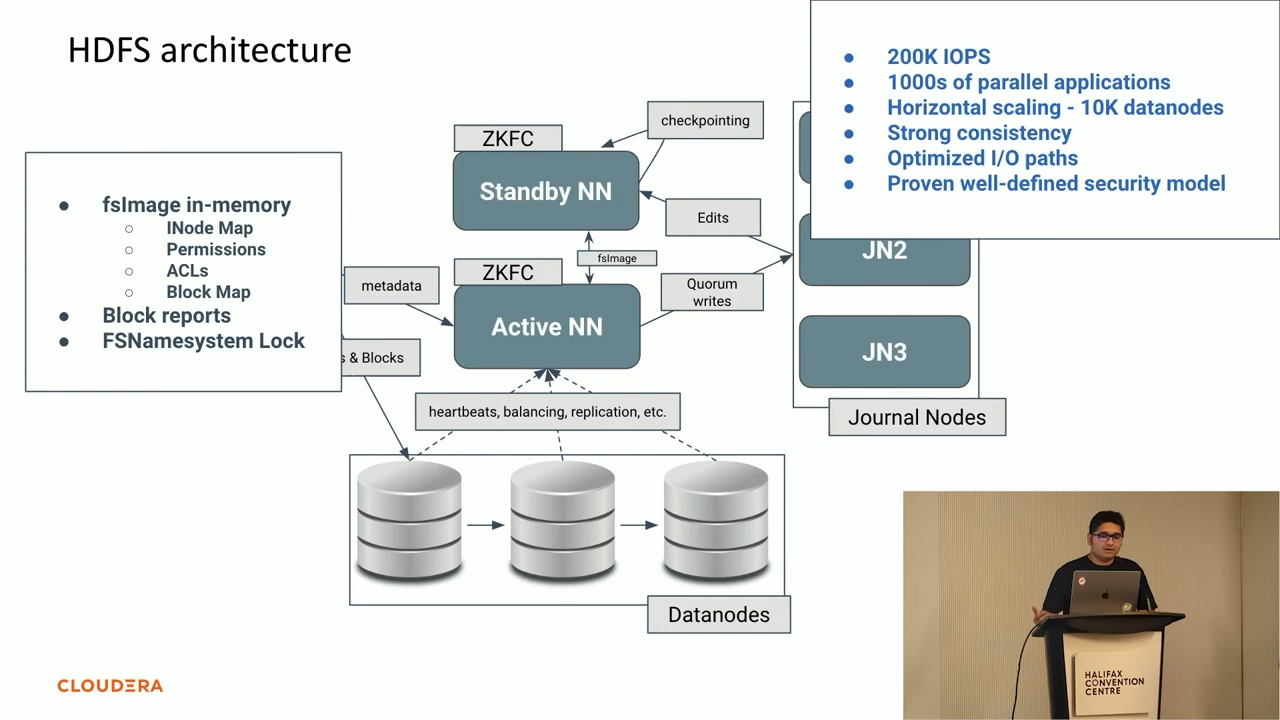 HDFS architecture
200K IOPS
1000s of parallel applications
Horizontal scaling - 10K datanodes
Strong consistency
Optimized I/O paths
Proven well-defined security model
fsImage in-memory
INode Map
Permissions
ACLs
Block Map
Block reports
FSNamesystem Lock
checkpointing
ZKFC
Standby NN
Edits
fsImage
ZKFC
metadata
Quorum
writes
Active NN
& Blocks
JN2
JN3
Journal Nodes
heartbeats, balancing, replication, etc.
Datanodes
CLOUDERA
HALIFAX
CONVENTION
CENTRE